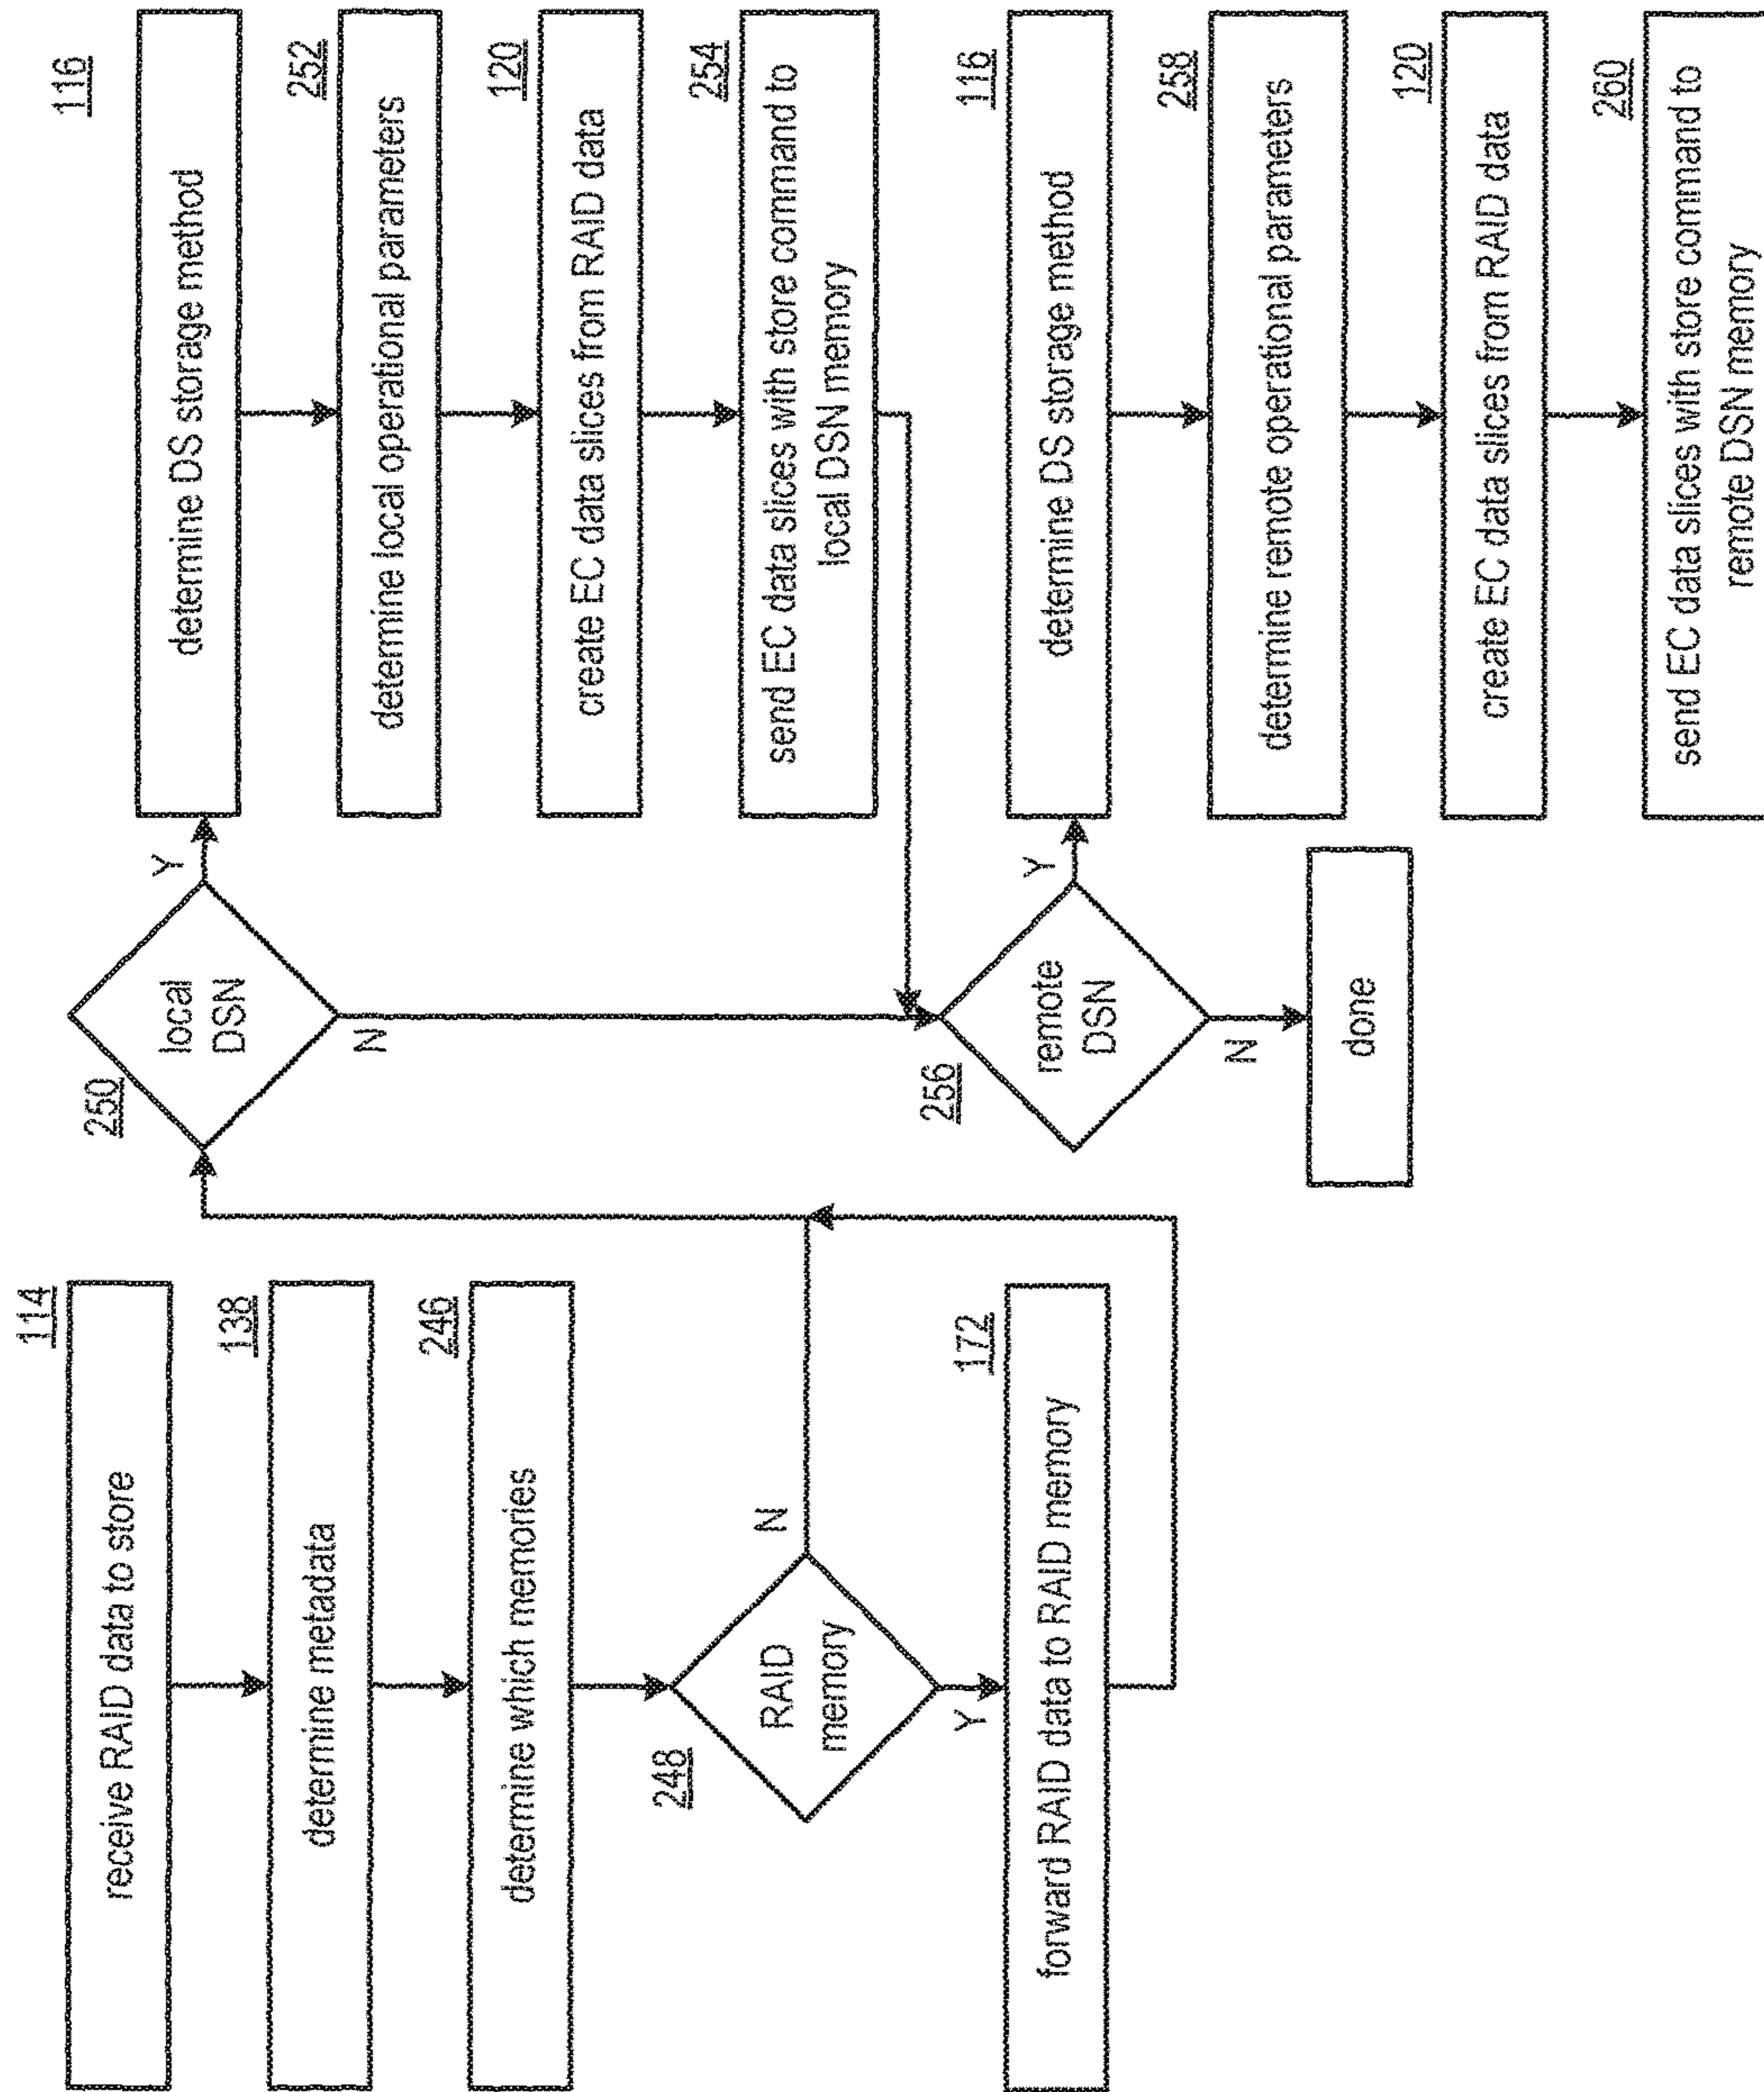 114
receive RAID data to store
138
determine metadata
246
determine which memories
248
RAID
memory
N
Y
172
forward RAID data to RAID memory
250
local
DSN
Y
N
116
determine DS storage method
252
determine local operational parameters
120
create EC data slices from RAID data
254
send EC data slices with store command to
local DSN memory
256
remote
DSN
Y
N
done
116
determine DS storage method
258
determine remote operational parameters
120
create EC data slices from RAID data
260
send EC data slices with store command to
remote DSN memory